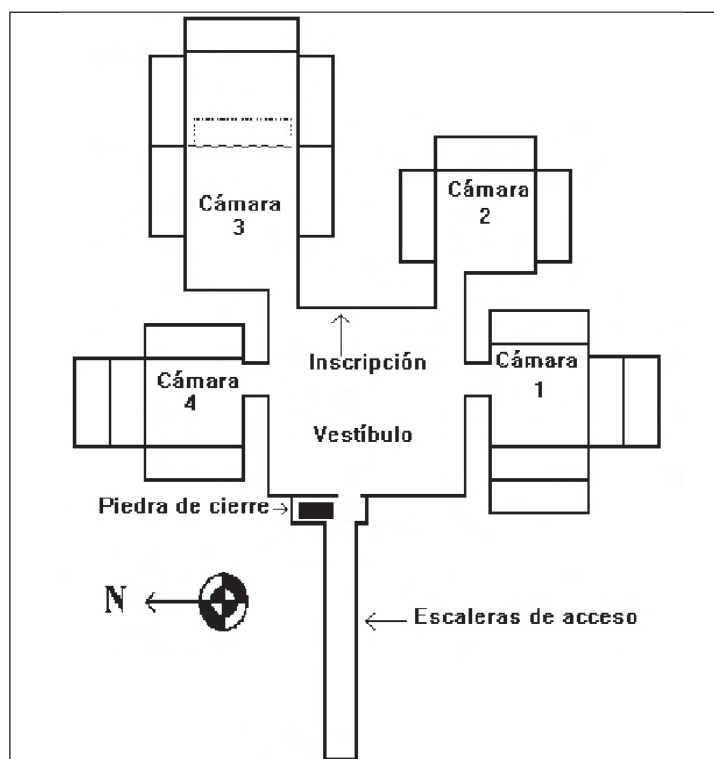 Cámara
3
Cámara
2
Inscripción
Cámara
4
Cámara
1
Vestíbulo
Piedra de cierre
N
Escaleras de acceso